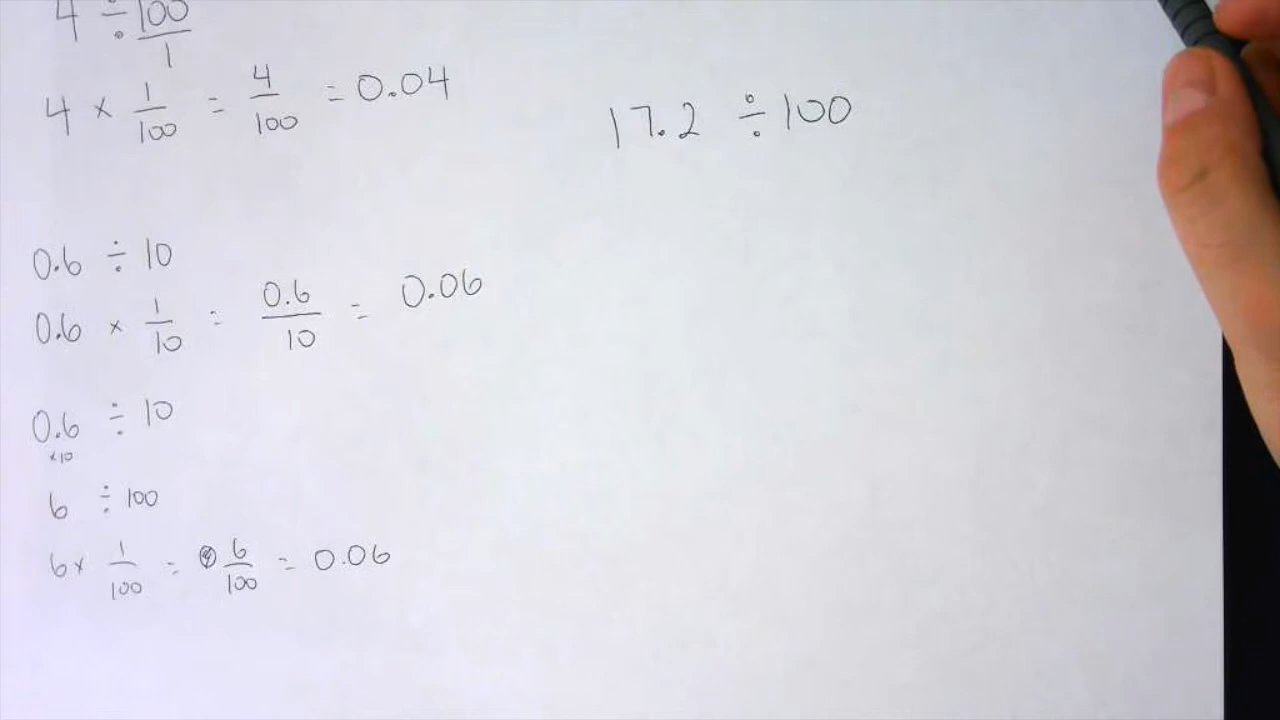 4 ÷ 100/1
4 × 1/100 = 4/100 = 0.04
0.6 ÷ 10
0.6 × 1/10 = 0.6/10 = 0.06
0.6 ÷ 10
×10
6 ÷ 100
6 × 1/100 = 6/100 = 0.06
17.2 ÷ 100